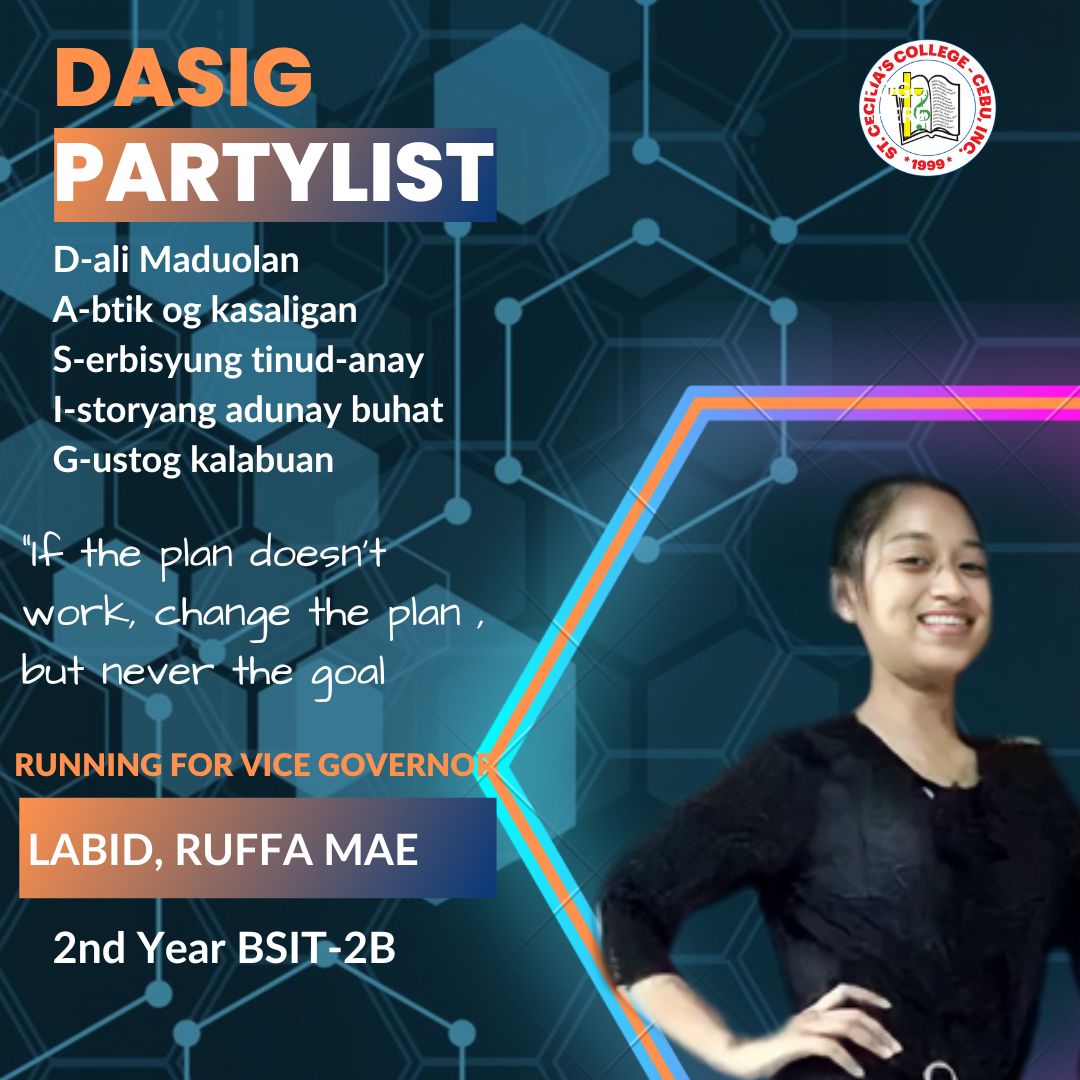 DASIG
PARTYLIST
D-ali Maduolan
A-btik og kasaligan
S-erbisyung tinud-anay
I-storyang adunay buhat
G-ustog kalabuan
"If the plan doesn't
work, change the plan ,
but never the goal
RUNNING FOR VICE GOVERNOR
LABID, RUFFA MAE
2nd Year BSIT-2B
ST. CECILIA'S COLLEGE - CEBU, INC.
* 1999 *